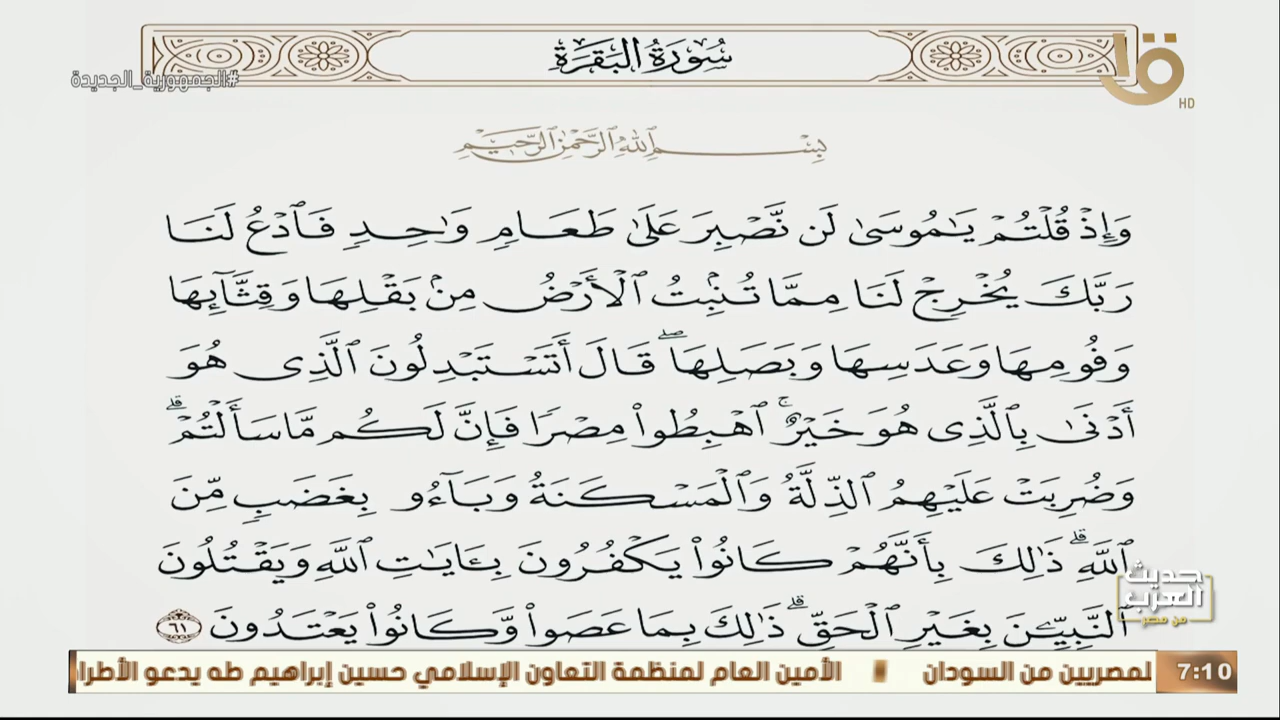 سُورَةُ البَقَرَةِ
#الجمهورية_الجديدة
HD
بِسْمِ اللَّهِ الرَّحْمَٰنِ الرَّحِيمِ
وَإِذْ قُلْتُمْ يَٰمُوسَىٰ لَن نَّصْبِرَ عَلَىٰ طَعَامٍ وَٰحِدٍ فَٱدْعُ لَنَا
رَبَّكَ يُخْرِجْ لَنَا مِمَّا تُنۢبِتُ ٱلْأَرْضُ مِنۢ بَقْلِهَا وَقِثَّآئِهَا
وَفُومِهَا وَعَدَسِهَا وَبَصَلِهَا ۖ قَالَ أَتَسْتَبْدِلُونَ ٱلَّذِى هُوَ
أَدْنَىٰ بِٱلَّذِى هُوَ خَيْرٌ ۚ ٱهْبِطُوا۟ مِصْرًا فَإِنَّ لَكُم مَّا سَأَلْتُمْ ۗ
وَضُرِبَتْ عَلَيْهِمُ ٱلذِّلَّةُ وَٱلْمَسْكَنَةُ وَبَآءُو بِغَضَبٍ مِّنَ
ٱللَّهِ ۗ ذَٰلِكَ بِأَنَّهُمْ كَانُوا۟ يَكْفُرُونَ بِـَٔايَٰتِ ٱللَّهِ وَيَقْتُلُونَ
ٱلنَّبِيِّـۧنَ بِغَيْرِ ٱلْحَقِّ ۗ ذَٰلِكَ بِمَا عَصَوا۟ وَّكَانُوا۟ يَعْتَدُونَ ٦١
حديث
العرب
من مصر
7:10 لمصريين من السودان الأمين العام لمنظمة التعاون الإسلامي حسين إبراهيم طه يدعو الأطرا